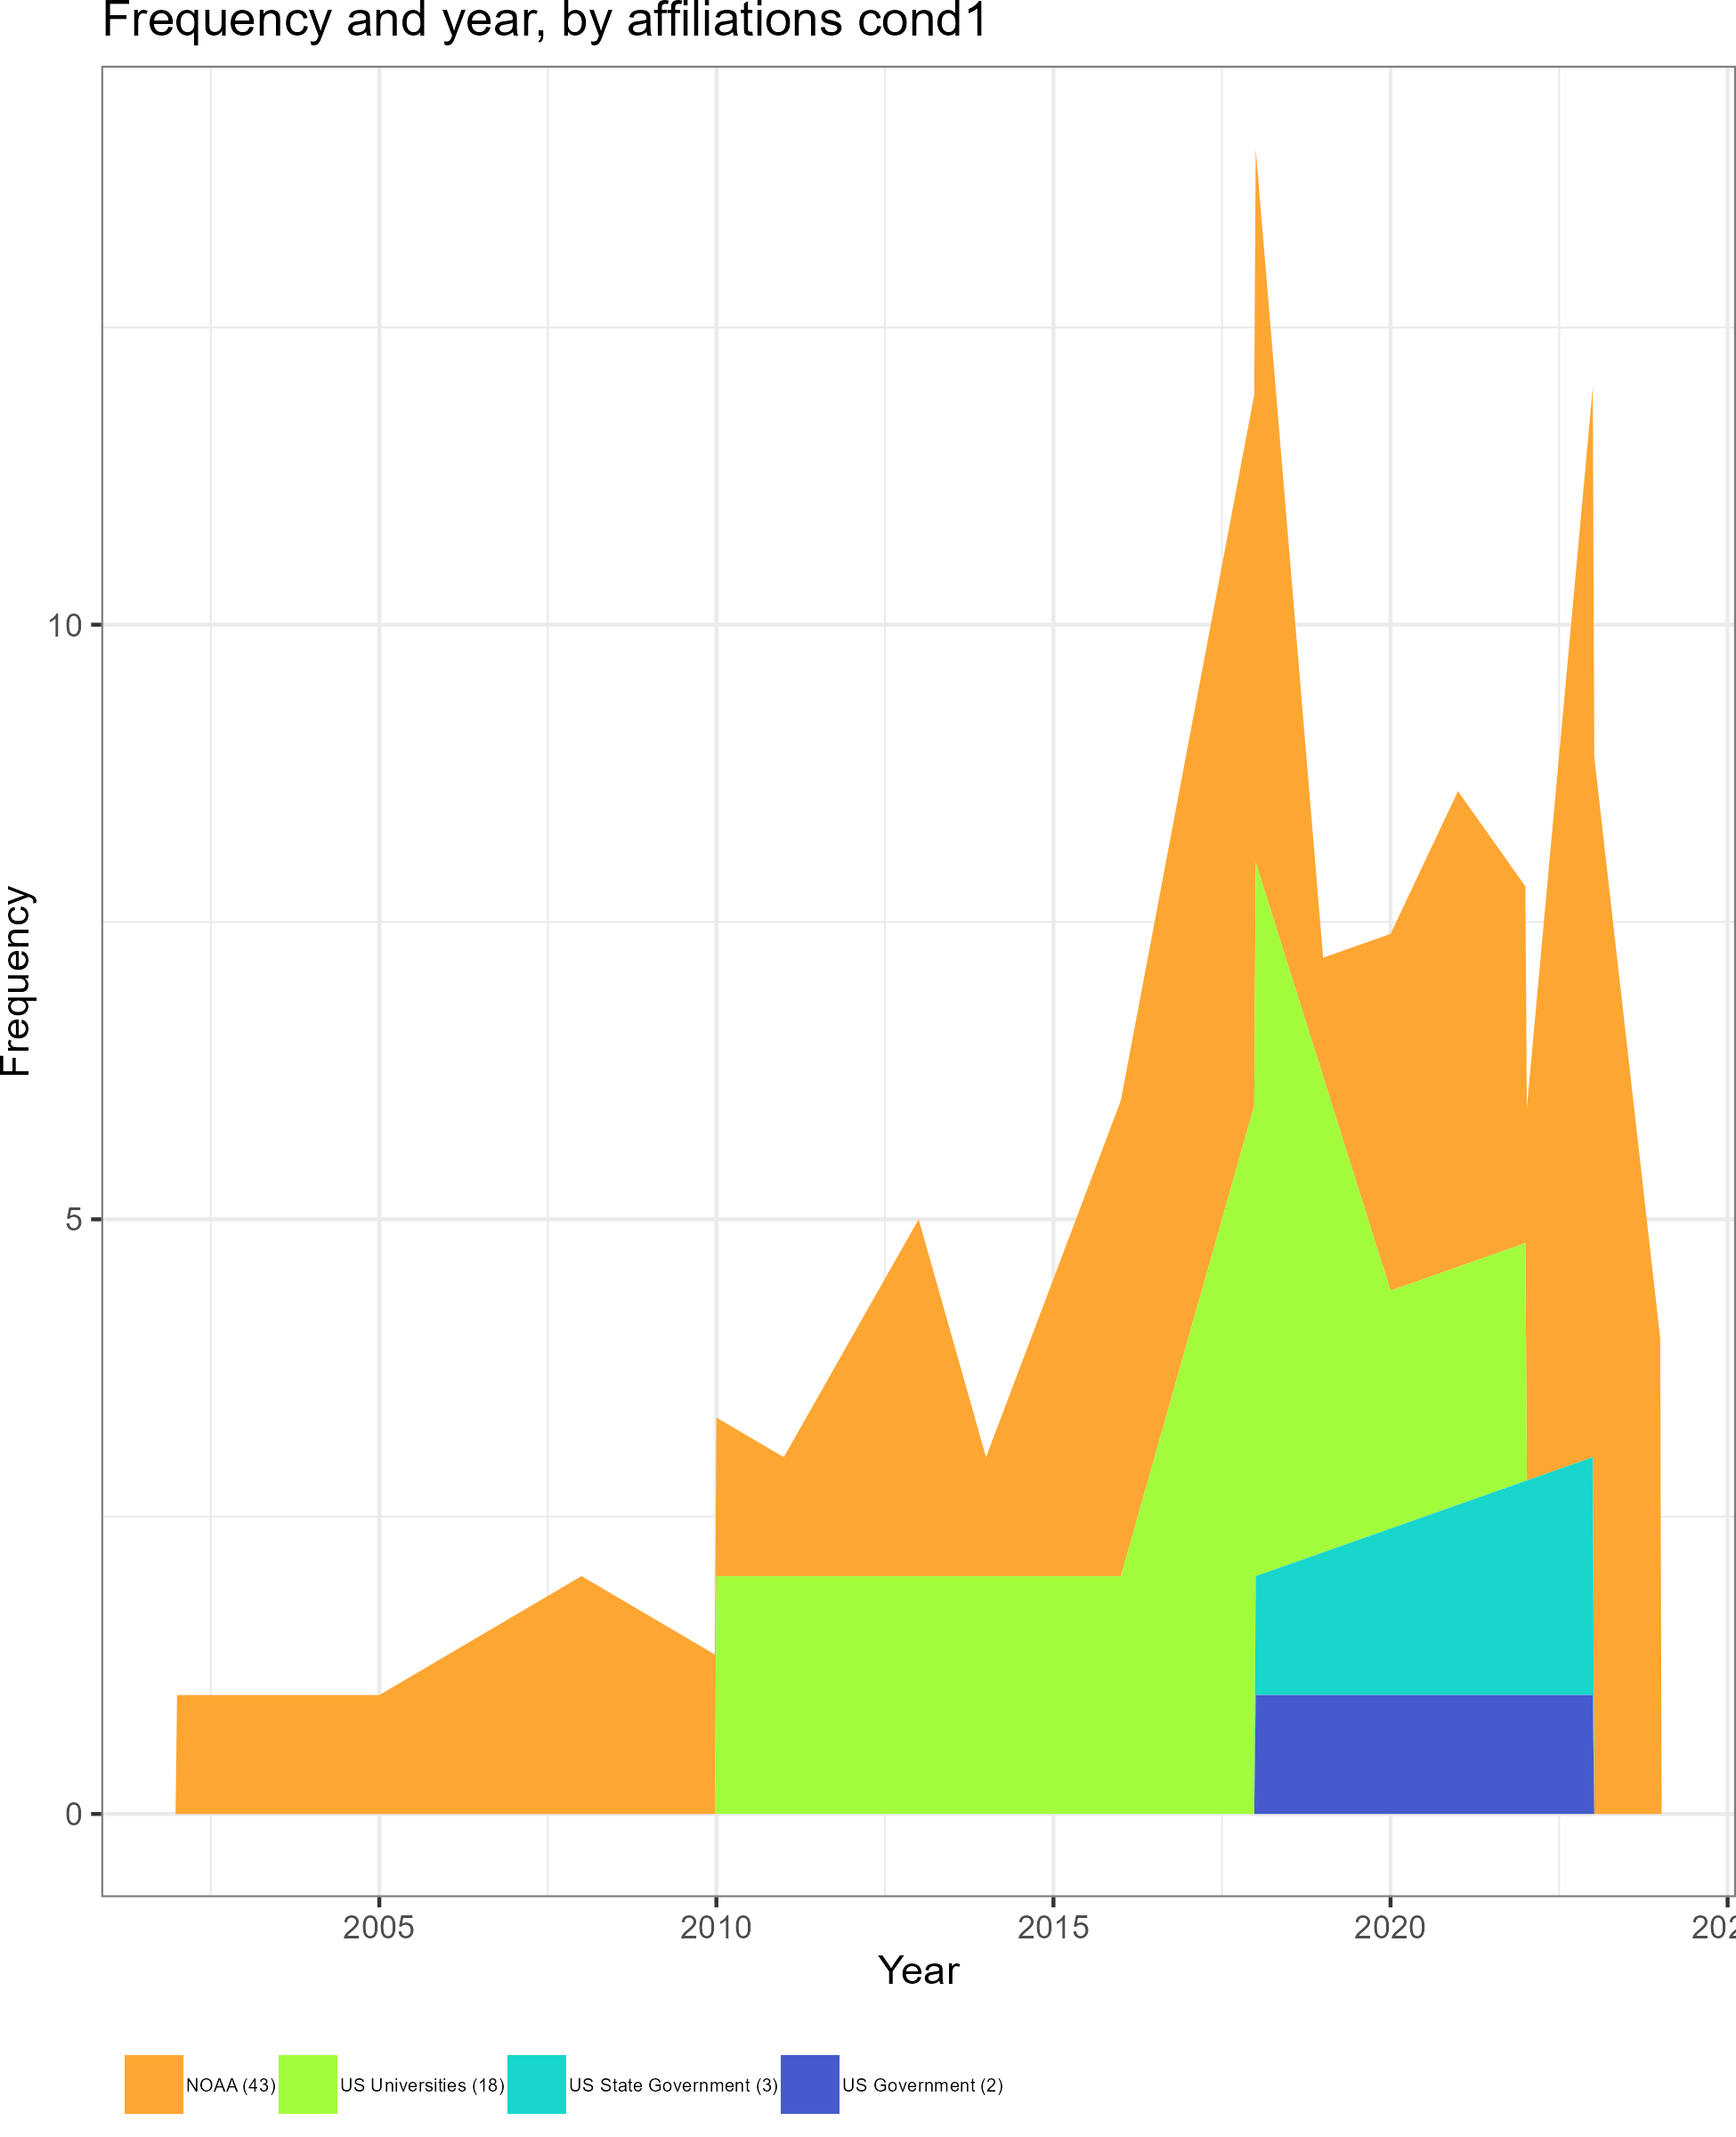 Frequency and year, by affiliations cond1
Frequency
10
5
0
2005 2010 2015 2020 202
Year
NOAA (43) US Universities (18) US State Government (3) US Government (2)